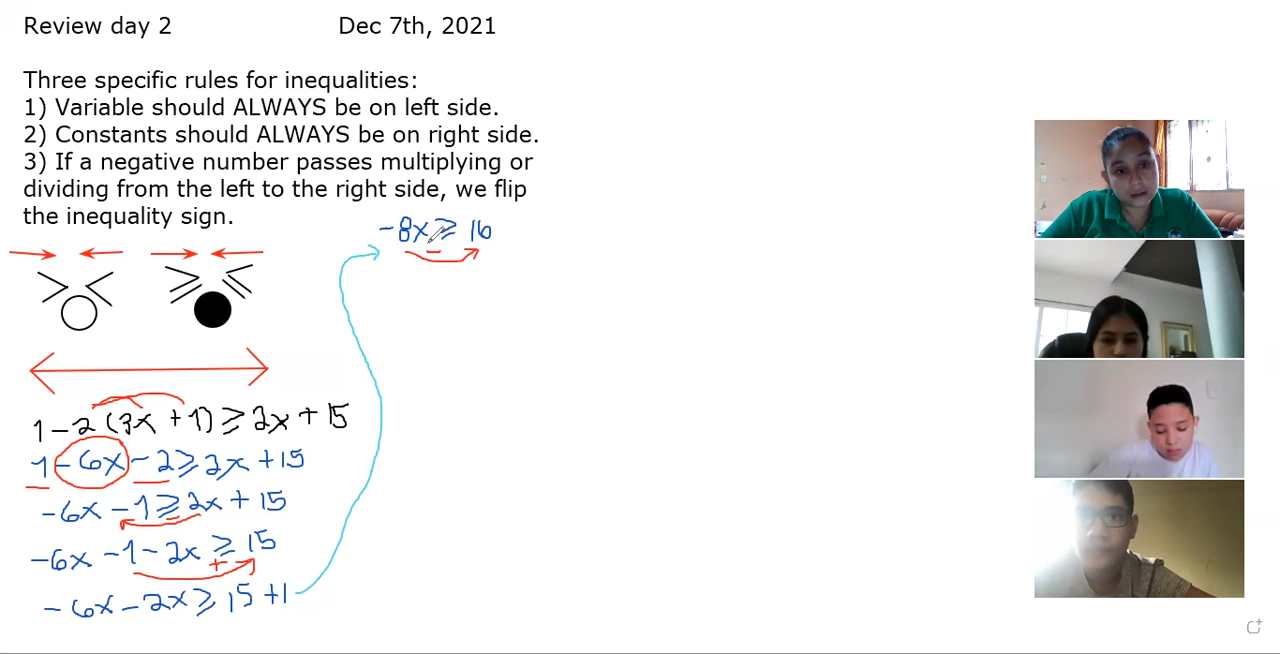 Review day 2 Dec 7th, 2021
Three specific rules for inequalities:
1) Variable should ALWAYS be on left side.
2) Constants should ALWAYS be on right side.
3) If a negative number passes multiplying or
dividing from the left to the right side, we flip
the inequality sign.
1-2(3x+1)≥2x+15
1-6x-2≥2x+15
-6x-1≥2x+15
-6x-1-2x≥15
+
-6x-2x≥15+1
-8x≥16
-